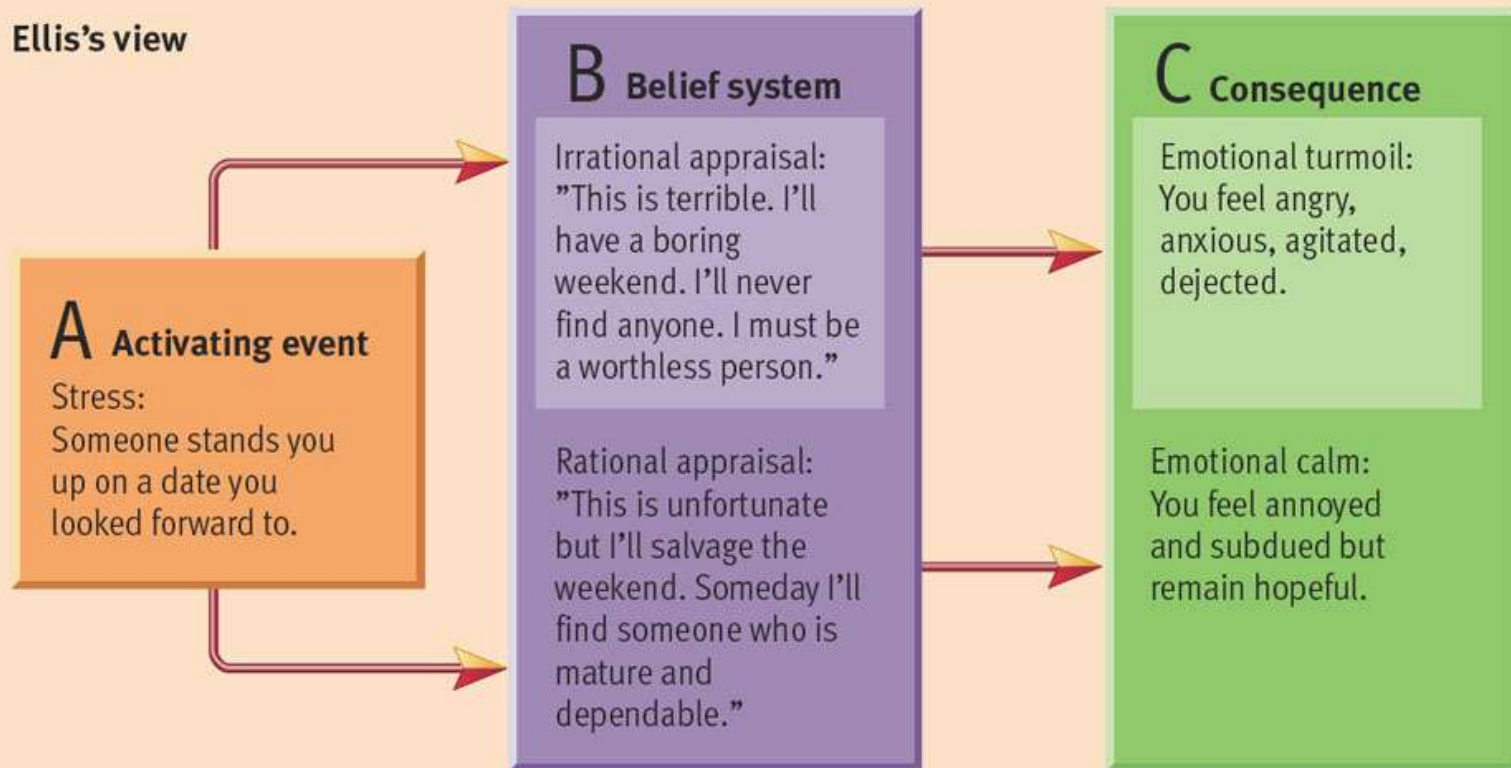 Ellis’s view
A Activating event
Stress:
Someone stands you
up on a date you
looked forward to.
B Belief system
Irrational appraisal:
”This is terrible. I’ll
have a boring
weekend. I’ll never
find anyone. I must be
a worthless person.”
Rational appraisal:
”This is unfortunate
but I’ll salvage the
weekend. Someday I’ll
find someone who is
mature and
dependable.”
C Consequence
Emotional turmoil:
You feel angry,
anxious, agitated,
dejected.
Emotional calm:
You feel annoyed
and subdued but
remain hopeful.